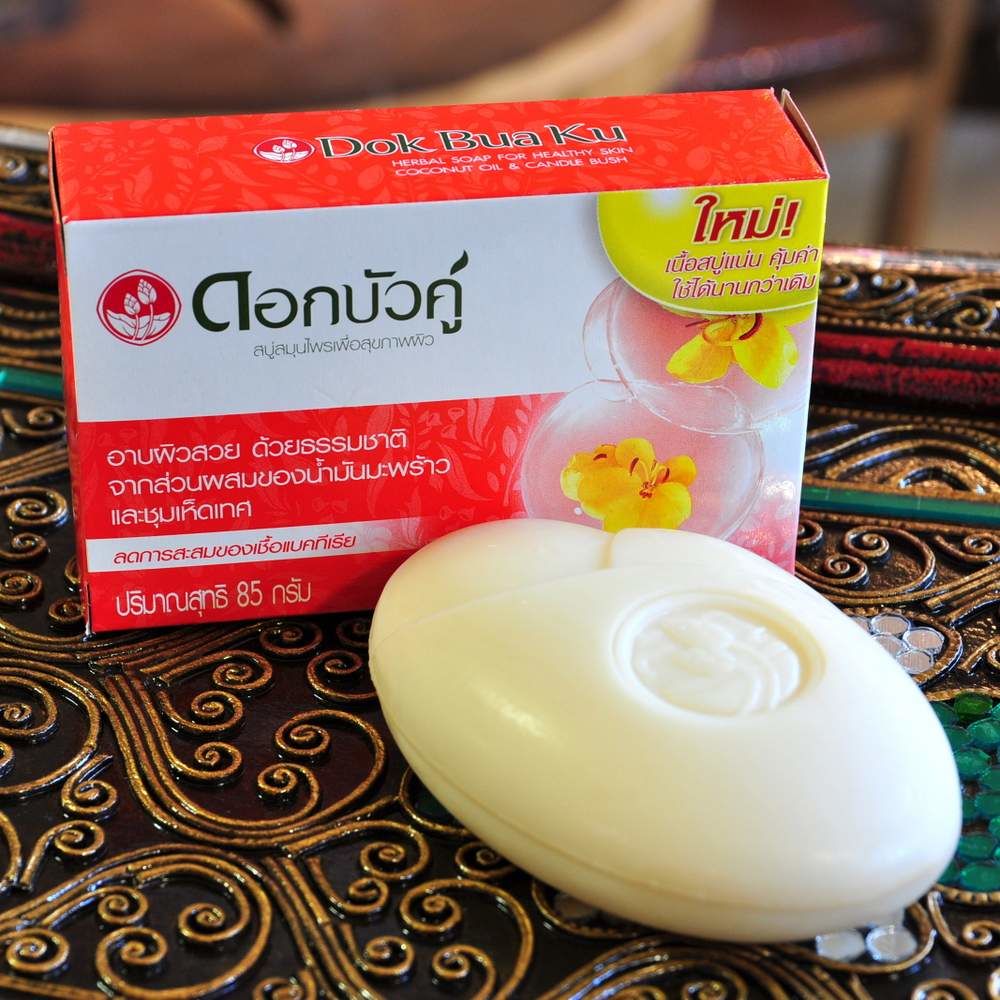 Dok Bua Ku
HERBAL SOAP FOR HEALTHY SKIN
COCONUT OIL & CANDLE BUSH
ใหม่!
เนื้อสบู่แน่น คุ้มค่า
ใช้ได้นานกว่าเดิม
ดอกบัวคู่
สบู่สมุนไพรเพื่อสุขภาพผิว
อาบผิวสวย ด้วยธรรมชาติ
จากส่วนผสมของน้ำมันมะพร้าว
และชุมเห็ดเทศ
ลดการสะสมของเชื้อแบคทีเรีย
ปริมาณสุทธิ 85 กรัม